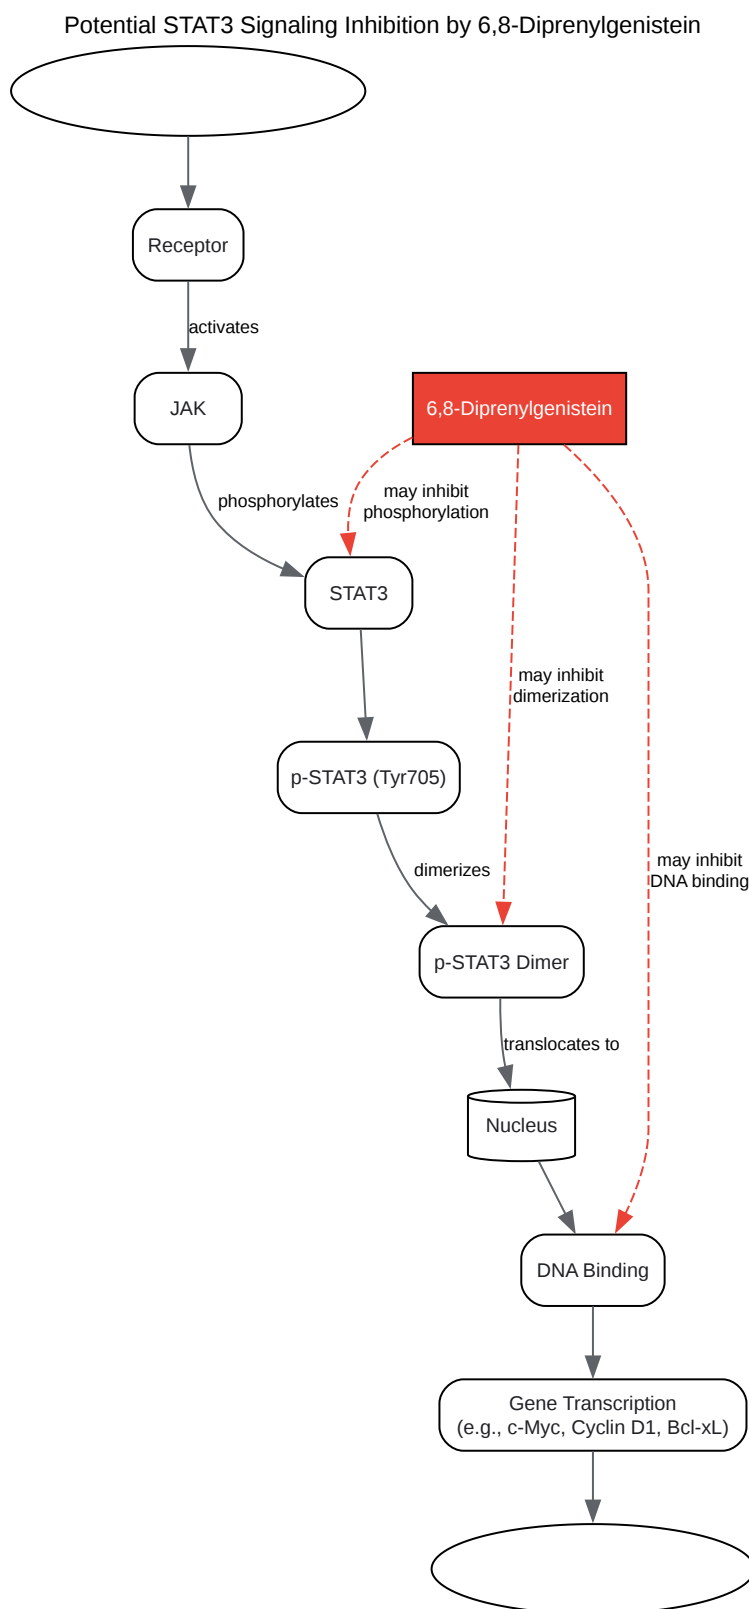 Potential STAT3 Signaling Inhibition by 6,8-Diprenylgenistein
Receptor
activates
JAK
6,8-Diprenylgenistein
phosphorylates
may inhibit
phosphorylation
STAT3
may inhibit
dimerization
p-STAT3 (Tyr705)
dimerizes
may inhibit
DNA binding
p-STAT3 Dimer
translocates to
Nucleus
DNA Binding
Gene Transcription
(e.g., c-Myc, Cyclin D1, Bcl-xL)